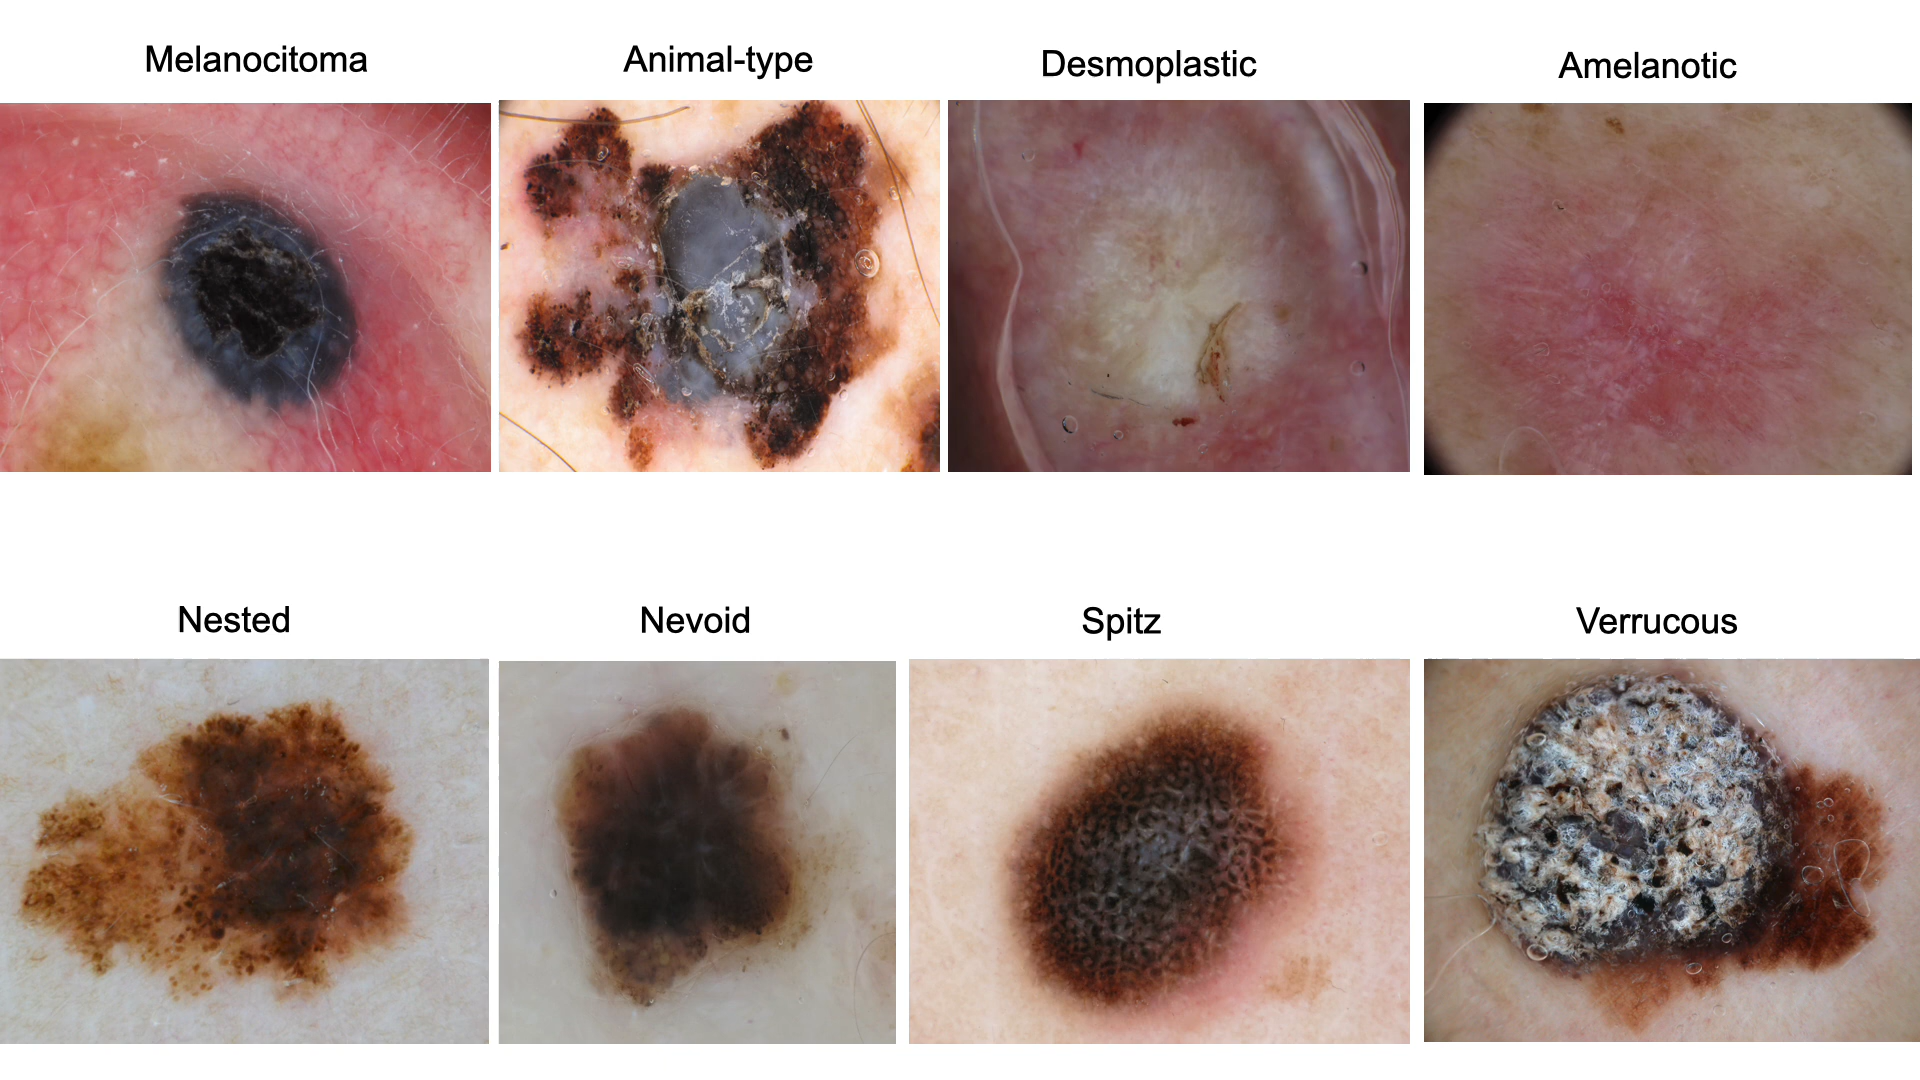 Melanocitoma
Animal-type
Desmoplastic
Amelanotic
Nested
Nevoid
Spitz
Verrucous